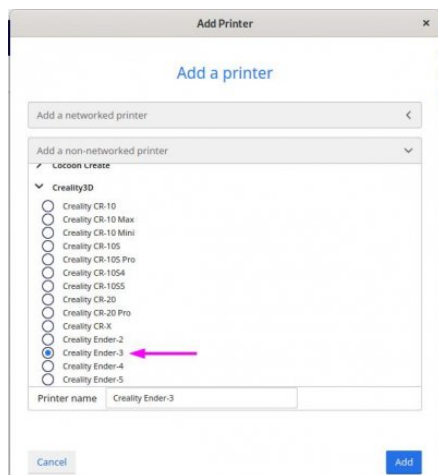 Add Printer
×
Add a printer
Add a networked printer
Add a non-networked printer
Cocoon Create
Creality3D
Creality CR-10
Creality CR-10 Max
Creality CR-10 Mini
Creality CR-10S
Creality CR-10S Pro
Creality CR-10S4
Creality CR-10S5
Creality CR-20
Creality CR-20 Pro
Creality CR-X
Creality Ender-2
Creality Ender-3
Creality Ender-4
Creality Ender-5
Printer name Creality Ender-3
Cancel Add